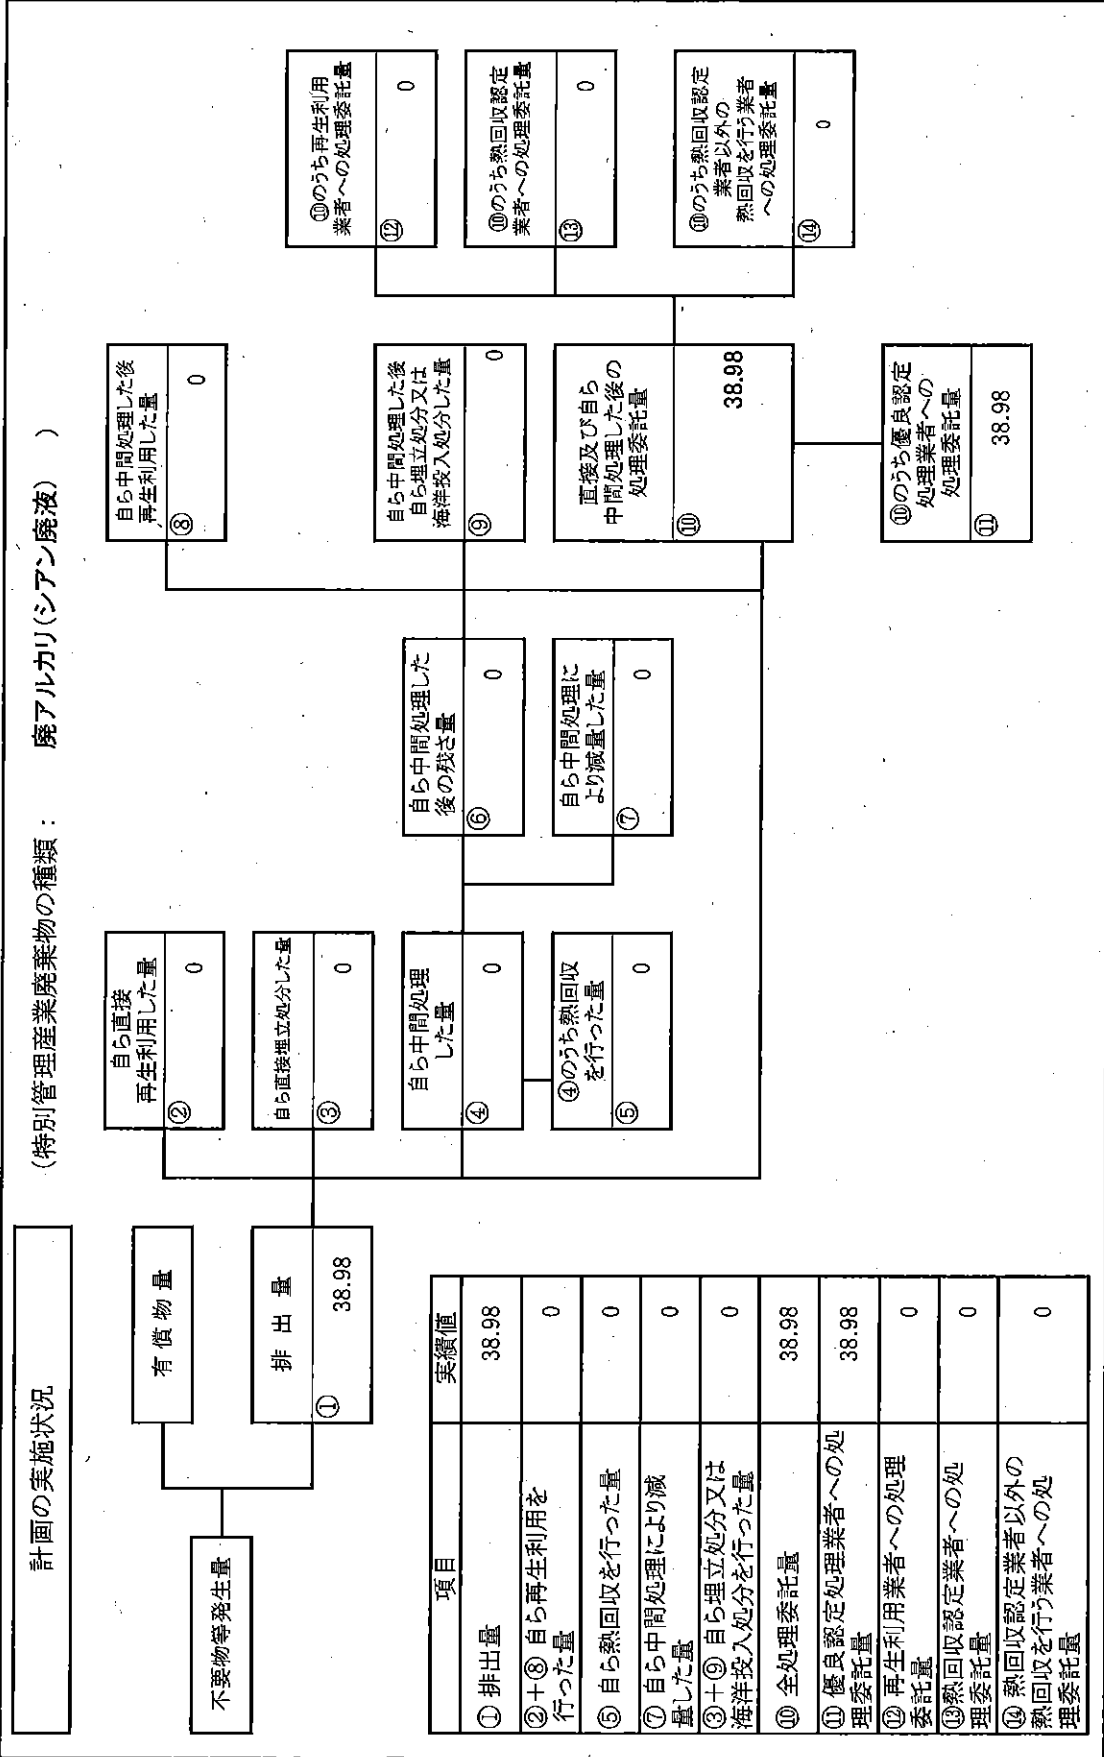 計画の実施状況
(特別管理産業廃棄物の種類： 廃アルカリ(シアン廃液) )
不要物等発生量
有償物量
排出量
①
38.98
自ら直接
再生利用した量
②
0
自ら直接埋立処分した量
③
0
自ら中間処理
した量
④
0
④のうち熱回収
を行った量
⑤
0
自ら中間処理した
後の残さ量
⑥
0
自ら中間処理に
より減量した量
⑦
0
自ら中間処理した後
再生利用した量
⑧
0
自ら中間処理した後
自ら埋立処分又は
海洋投入処分した量
⑨
0
直接及び自ら
中間処理した後の
処理委託量
⑩
38.98
⑩のうち優良認定
処理業者への
処理委託量
⑪
38.98
⑩のうち再生利用
業者への処理委託量
⑫
0
⑩のうち熱回収認定
業者への処理委託量
⑬
0
⑩のうち熱回収認定
業者以外の
熱回収を行う業者
への処理委託量
⑭
0
項目 実績値
① 排出量 38.98
②＋⑧ 自ら再生利用を
行った量 0
⑤ 自ら熱回収を行った量 0
⑦ 自ら中間処理により減
量した量 0
③＋⑨ 自ら埋立処分又は
海洋投入処分を行った量 0
⑩ 全処理委託量 38.98
⑪ 優良認定処理業者への処
理委託量 38.98
⑫ 再生利用業者への処理
委託量 0
⑬熱回収認定業者への処
理委託量 0
⑭ 熱回収認定業者以外の
熱回収を行う業者への処
理委託量 0